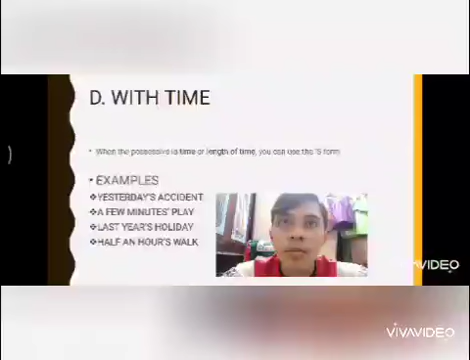 D. WITH TIME
• When the possessive is time or length of time, you can use the 'S form
• EXAMPLES
❖YESTERDAY'S ACCIDENT
❖A FEW MINUTES' PLAY
❖LAST YEAR'S HOLIDAY
❖HALF AN HOUR'S WALK
VIVAVIDEO
VIVAVIDEO